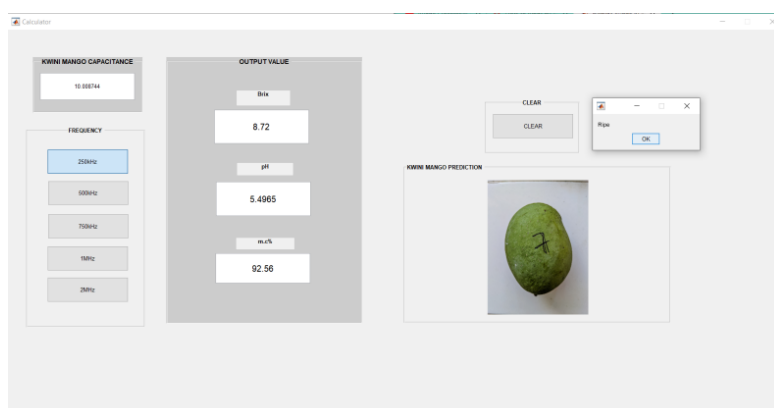 Calculator
KWINI MANGO CAPACITANCE
10.888744
FREQUENCY
250kHz
500kHz
750kHz
1MHz
2MHz
OUTPUT VALUE
Brix
8.72
pH
5.4965
m.c%
92.56
CLEAR
CLEAR
Ripe
OK
KWINI MANGO PREDICTION
7